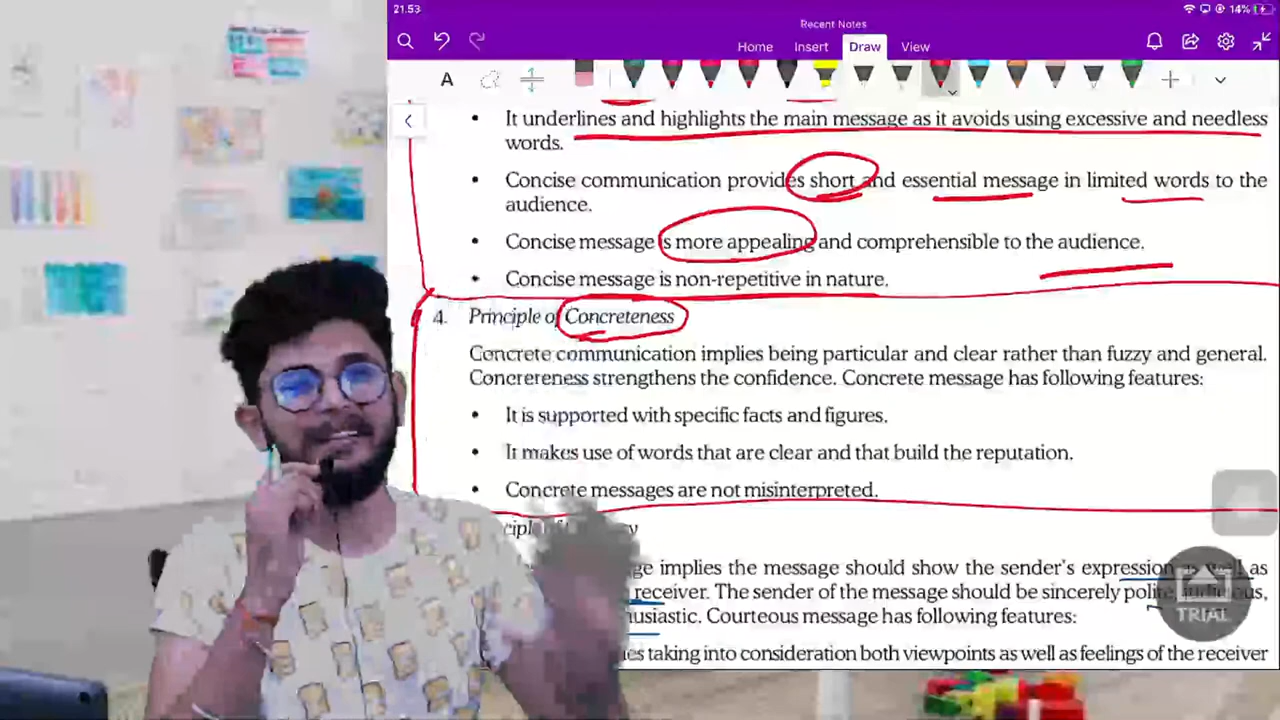 21.53
14%
Recent Notes
Home Insert Draw View
A
• It underlines and highlights the main message as it avoids using excessive and needless
words.
• Concise communication provides short and essential message in limited words to the
audience.
• Concise message is more appealing and comprehensible to the audience.
• Concise message is non-repetitive in nature.
4. Principle of Concreteness
Concrete communication implies being particular and clear rather than fuzzy and general.
Concrereness strengthens the confidence. Concrete message has following features:
• It is supported with specific facts and figures.
• It makes use of words that are clear and that build the reputation.
• Concrete messages are not misinterpreted.
implies the message should show the sender's expression as well as
receiver. The sender of the message should be sincerely polite,
Courteous message has following features:
taking into consideration both viewpoints as well as feelings of the receiver
TRIAL